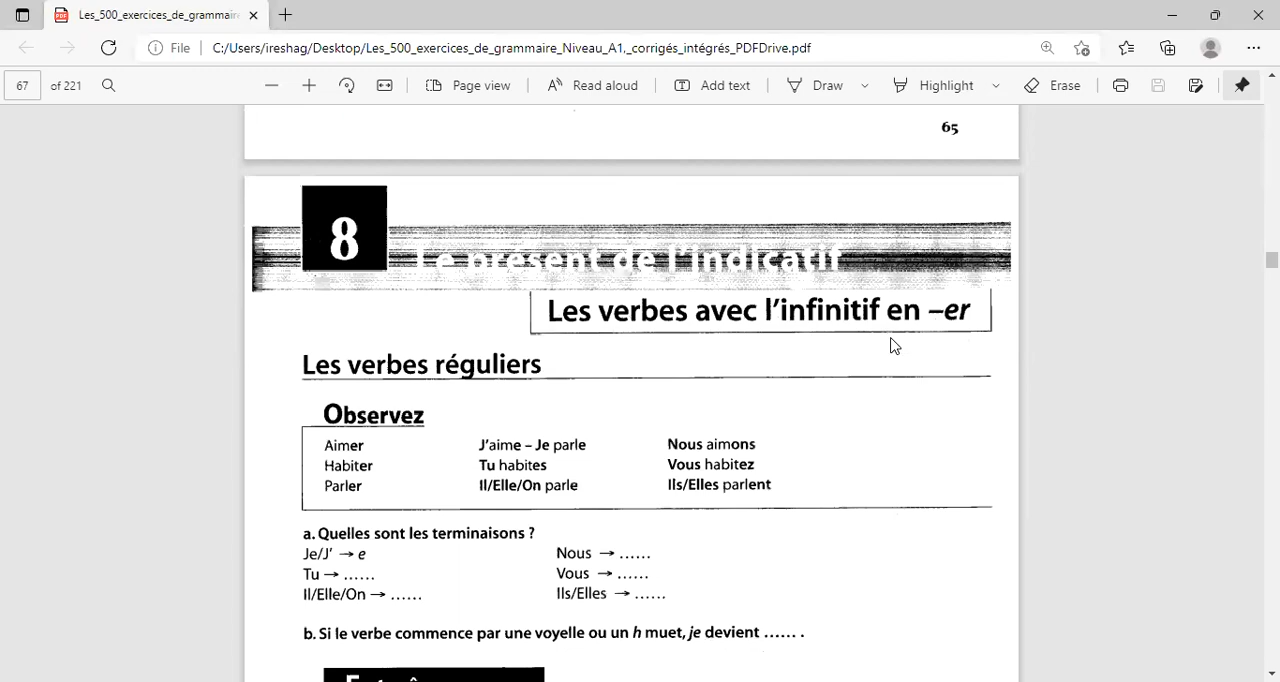 Les_500_exercices_de_grammaire
File C:/Users/ireshag/Desktop/Les_500_exercices_de_grammaire_Niveau_A1,_corrigés_intégrés_PDFDrive.pdf
67 of 221 Page view Read aloud Add text Draw Highlight Erase
65
8
Le présent de l'indicatif
Les verbes avec l'infinitif en –er
Les verbes réguliers
Observez
Aimer J'aime – Je parle Nous aimons
Habiter Tu habites Vous habitez
Parler Il/Elle/On parle Ils/Elles parlent
a. Quelles sont les terminaisons ?
Je/J' → e Nous → ......
Tu → ...... Vous → ......
Il/Elle/On → ...... Ils/Elles → ......
b. Si le verbe commence par une voyelle ou un h muet, je devient ...... .